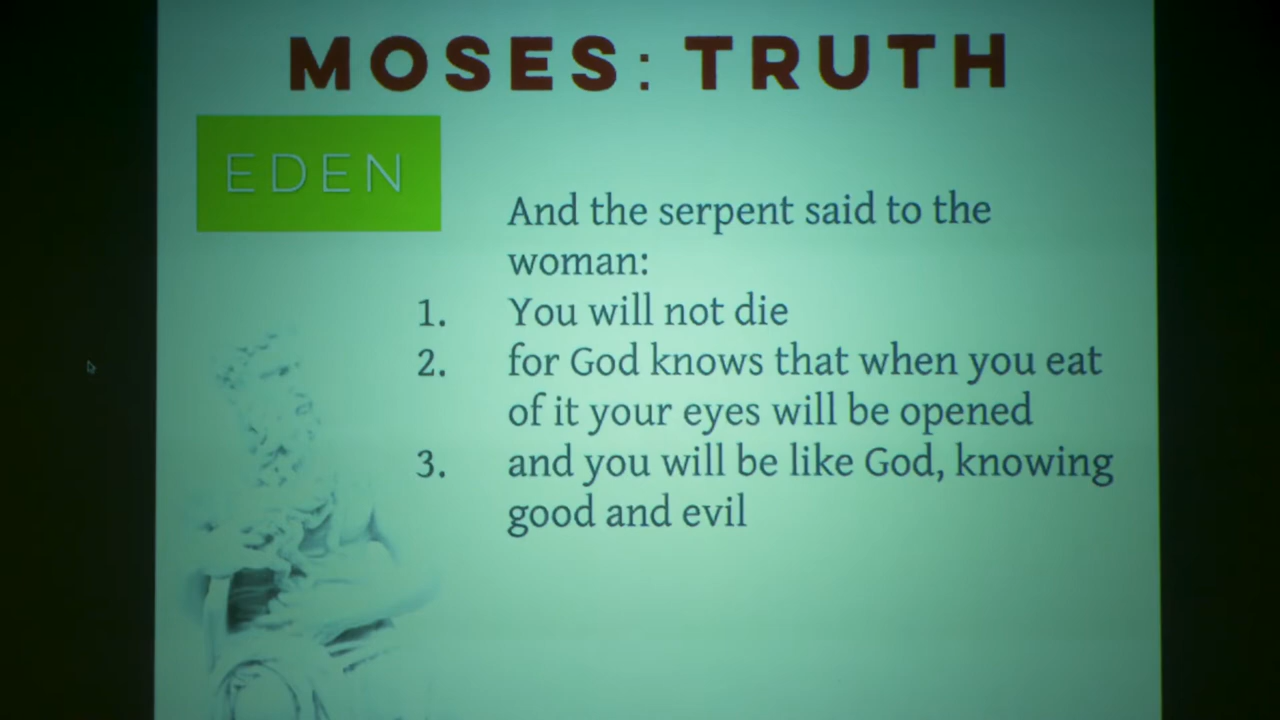 MOSES: TRUTH
EDEN
And the serpent said to the
woman:
1. You will not die
2. for God knows that when you eat
of it your eyes will be opened
3. and you will be like God, knowing
good and evil